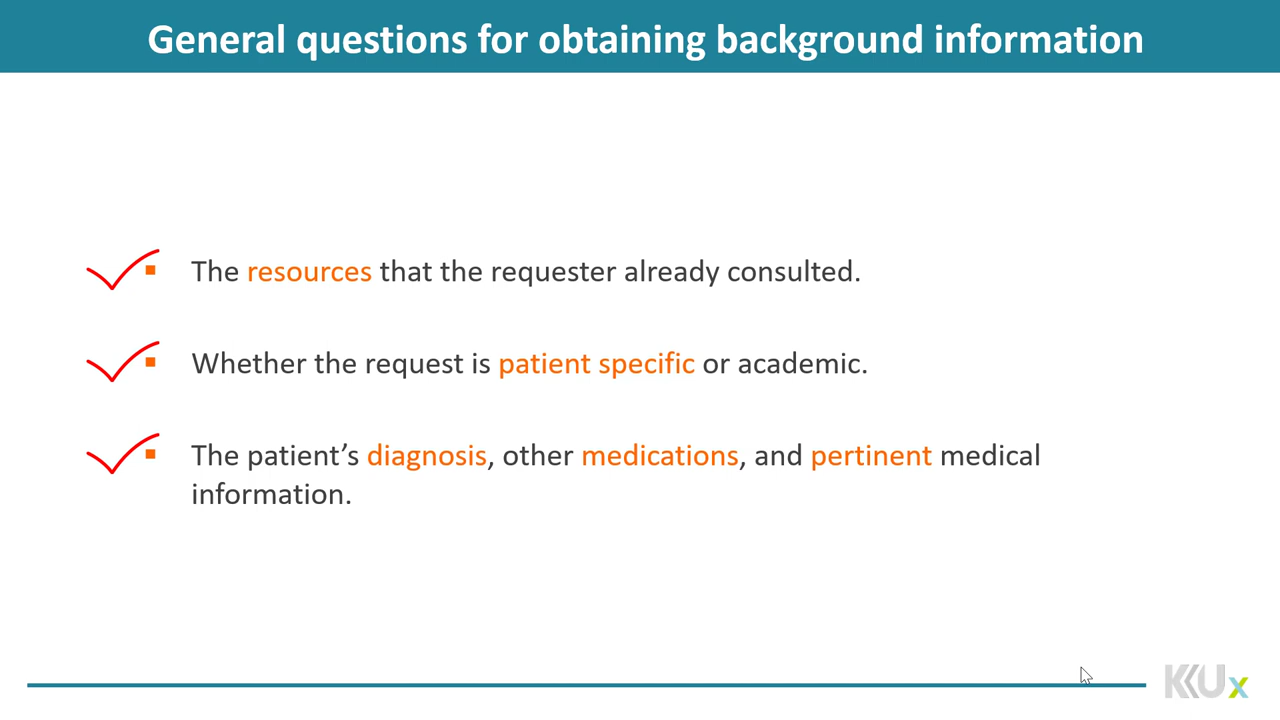 General questions for obtaining background information
The resources that the requester already consulted.
Whether the request is patient specific or academic.
The patient’s diagnosis, other medications, and pertinent medical
information.
KKUx